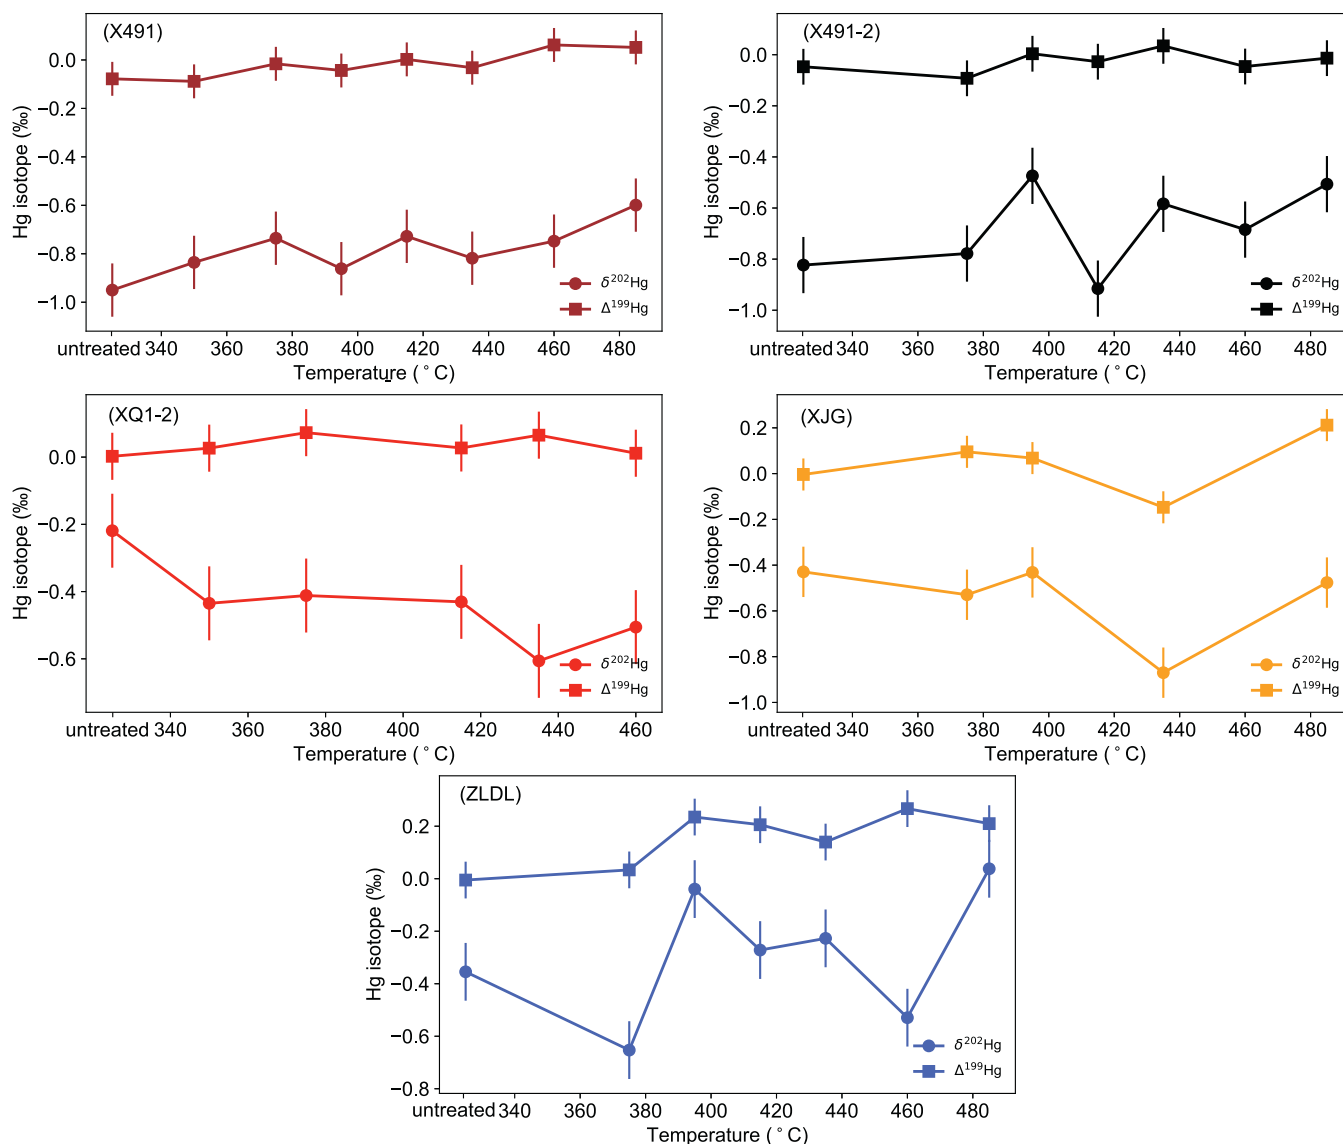 (X491)
0.0
−0.2
−0.4
−0.6
−0.8
−1.0
Hg isotope (‰)
δ²⁰²Hg
Δ¹⁹⁹Hg
untreated 340 360 380 400 420 440 460 480
Temperature ( °C)
(X491-2)
0.0
−0.2
−0.4
−0.6
−0.8
−1.0
Hg isotope (‰)
δ²⁰²Hg
Δ¹⁹⁹Hg
untreated 340 360 380 400 420 440 460 480
Temperature ( °C)
(XQ1-2)
0.0
−0.2
−0.4
−0.6
Hg isotope (‰)
δ²⁰²Hg
Δ¹⁹⁹Hg
untreated 340 360 380 400 420 440 460
Temperature ( °C)
(XJG)
0.2
0.0
−0.2
−0.4
−0.6
−0.8
−1.0
Hg isotope (‰)
δ²⁰²Hg
Δ¹⁹⁹Hg
untreated 340 360 380 400 420 440 460 480
Temperature ( °C)
(ZLDL)
0.2
0.0
−0.2
−0.4
−0.6
−0.8
Hg isotope (‰)
δ²⁰²Hg
Δ¹⁹⁹Hg
untreated 340 360 380 400 420 440 460 480
Temperature ( °C)